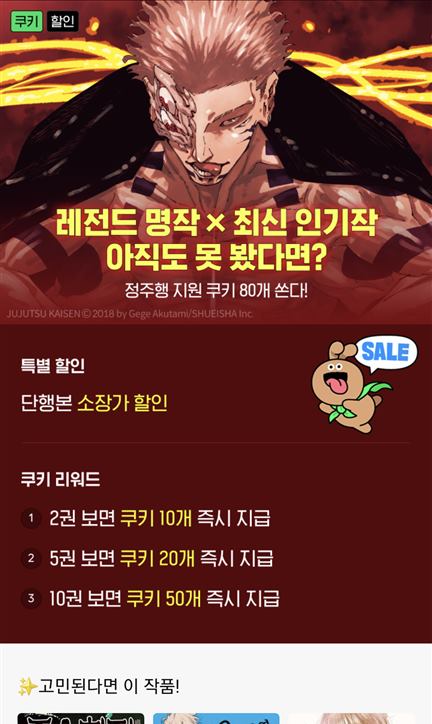 쿠키 할인
레전드 명작 × 최신 인기작
아직도 못 봤다면?
정주행 지원 쿠키 80개 쏜다!
JUJUTSU KAISEN©2018 by Gege Akutami/SHUEISHA Inc.
SALE
특별 할인
단행본 소장가 할인
쿠키 리워드
1 2권 보면 쿠키 10개 즉시 지급
2 5권 보면 쿠키 20개 즉시 지급
3 10권 보면 쿠키 50개 즉시 지급
✨고민된다면 이 작품!